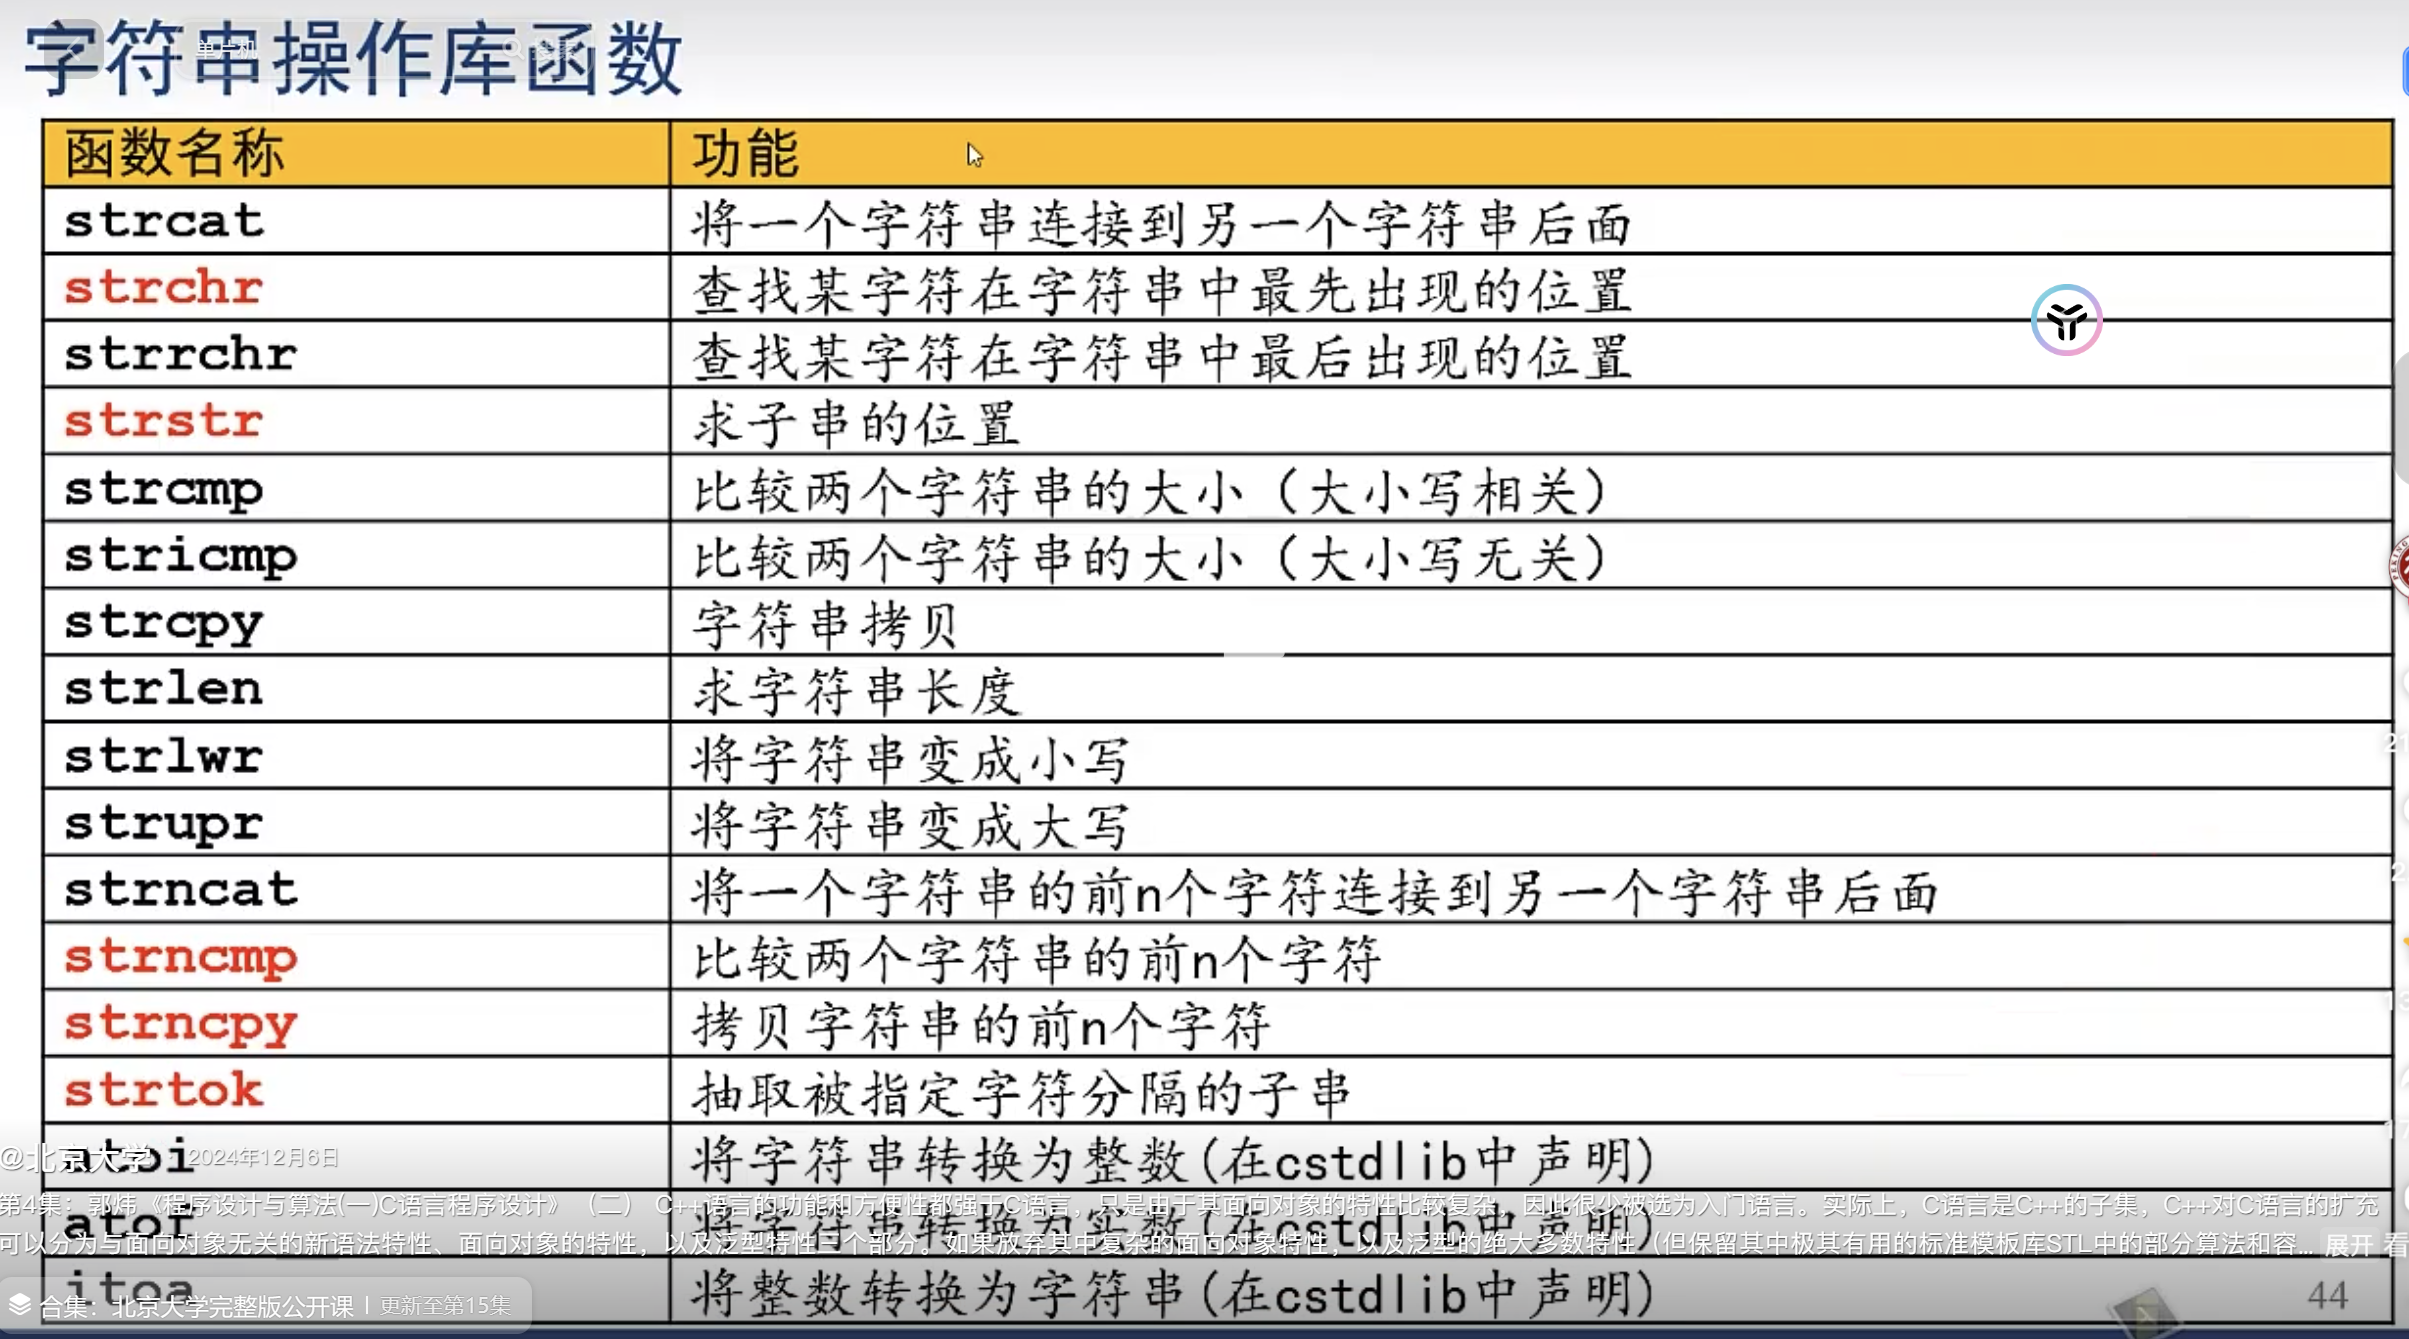 字符串操作库函数
单片机
函数名称 功能
strcat 将一个字符串连接到另一个字符串后面
strchr 查找某字符在字符串中最先出现的位置
strrchr 查找某字符在字符串中最后出现的位置
strstr 求子串的位置
strcmp 比较两个字符串的大小（大小写相关）
stricmp 比较两个字符串的大小（大小写无关）
strcpy 字符串拷贝
strlen 求字符串长度
strlwr 将字符串变成小写
strupr 将字符串变成大写
strncat 将一个字符串的前n个字符连接到另一个字符串后面
strncmp 比较两个字符串的前n个字符
strncpy 拷贝字符串的前n个字符
strtok 抽取被指定字符分隔的子串
atoi 将字符串转换为整数(在cstdlib中声明)
@北京大学 · 2024年12月6日
atof 将字符串转换为实数(在cstdlib中声明)
第4集：郭炜《程序设计与算法(一)C语言程序设计》（二） C++语言的功能和方便性都强于C语言，只是由于其面向对象的特性比较复杂，因此很少被选为入门语言。实际上，C语言是C++的子集，C++对C语言的扩充
可以分为与面向对象无关的新语法特性、面向对象的特性，以及泛型特性三个部分。如果放弃其中复杂的面向对象特性，以及泛型的绝大多数特性（但保留其中极其有用的标准模板库STL中的部分算法和容... 展开 看
itoa 将整数转换为字符串(在cstdlib中声明)
合集：北京大学完整版公开课 | 更新至第15集
44